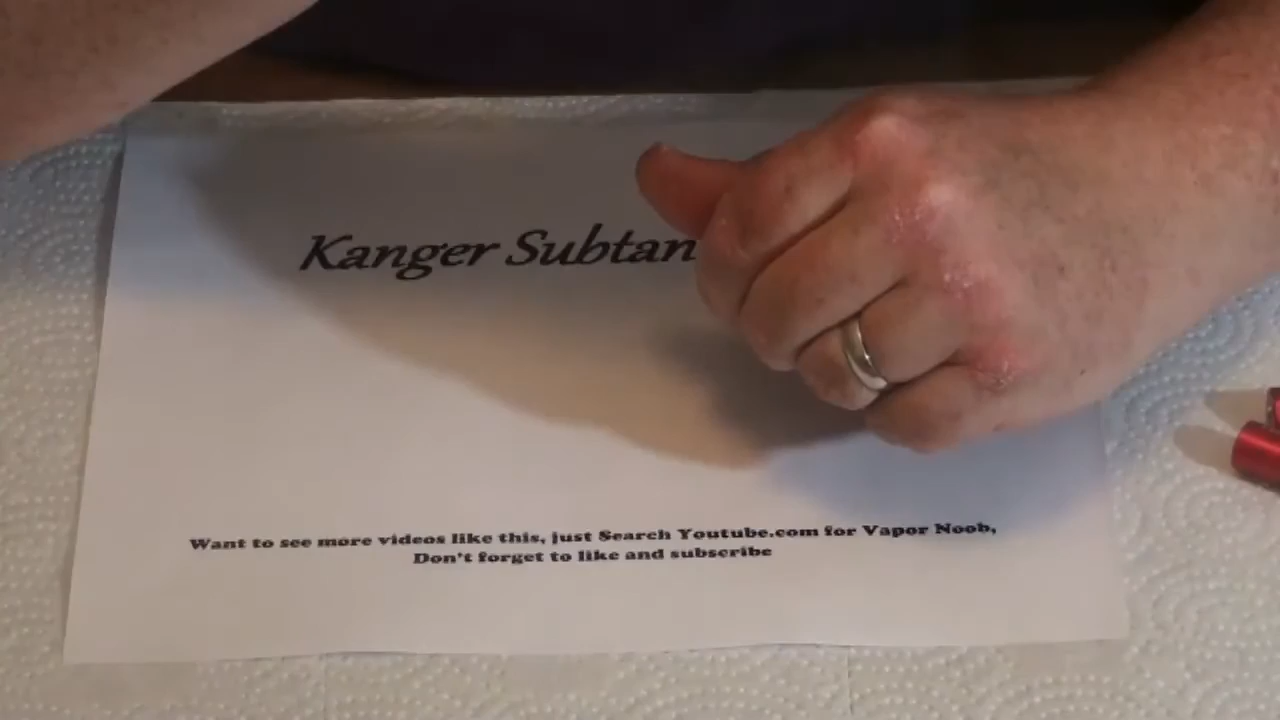 Kanger Subtan
Want to see more videos like this, just Search Youtube.com for Vapor Noob,
Don't forget to like and subscribe